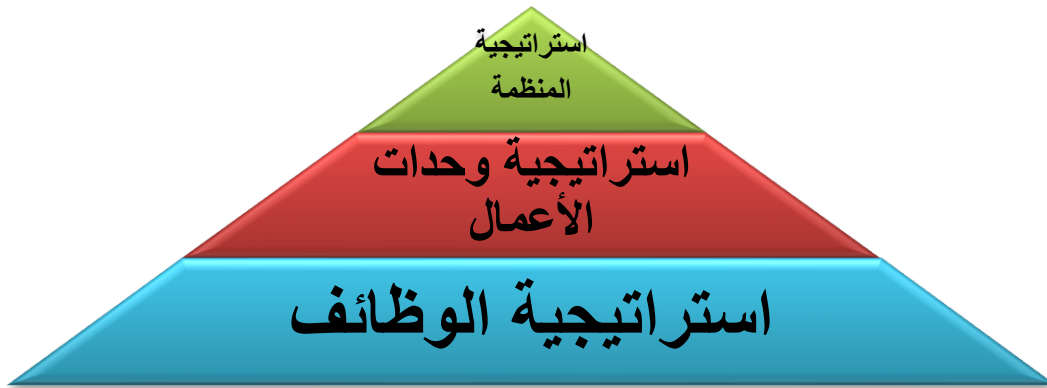 استراتيجية
المنظمة
استراتيجية وحدات
الأعمال
استراتيجية الوظائف